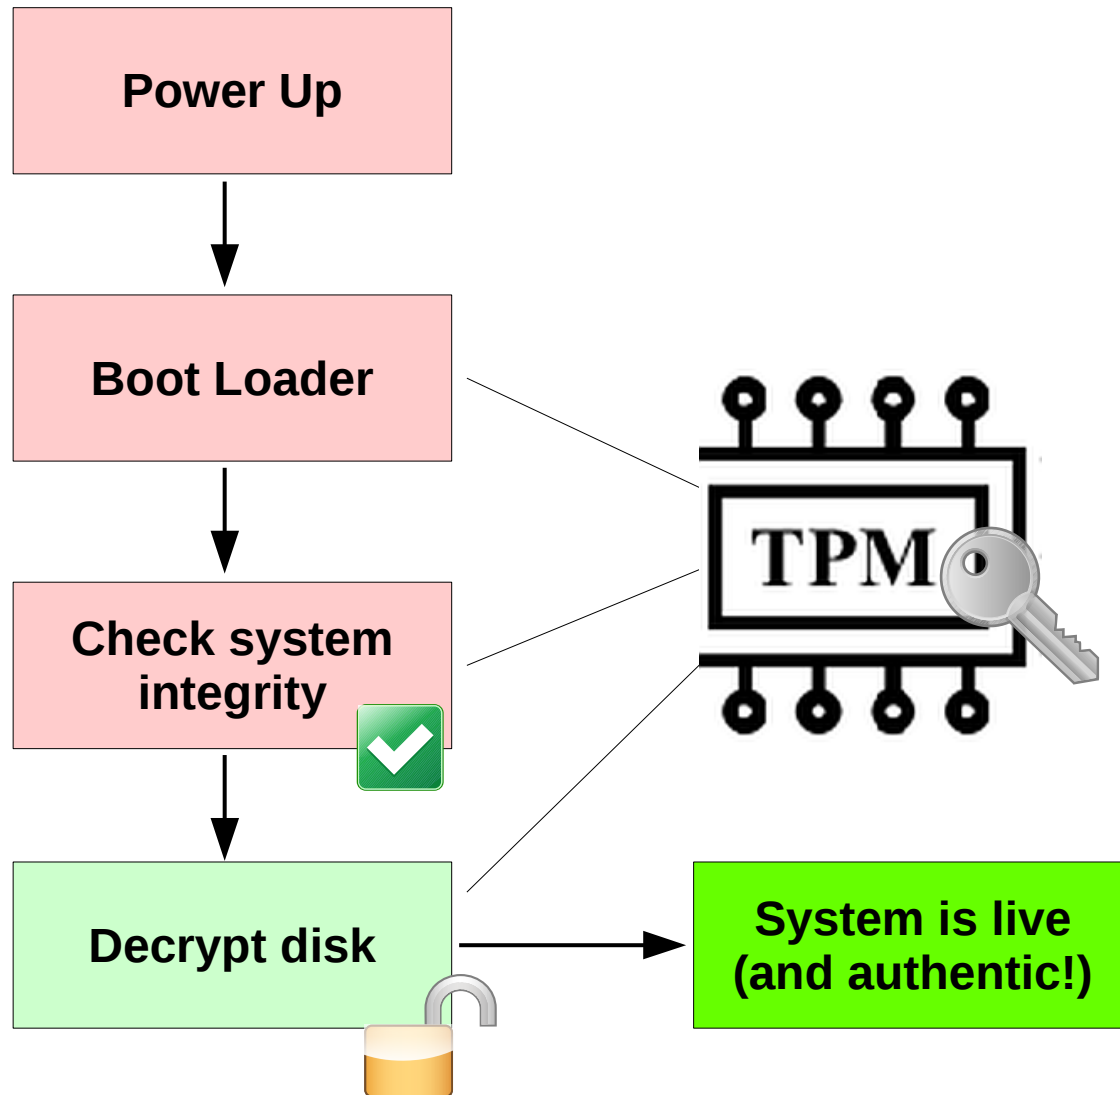 Power Up
Boot Loader
TPM
Check system
integrity
Decrypt disk
System is live
(and authentic!)